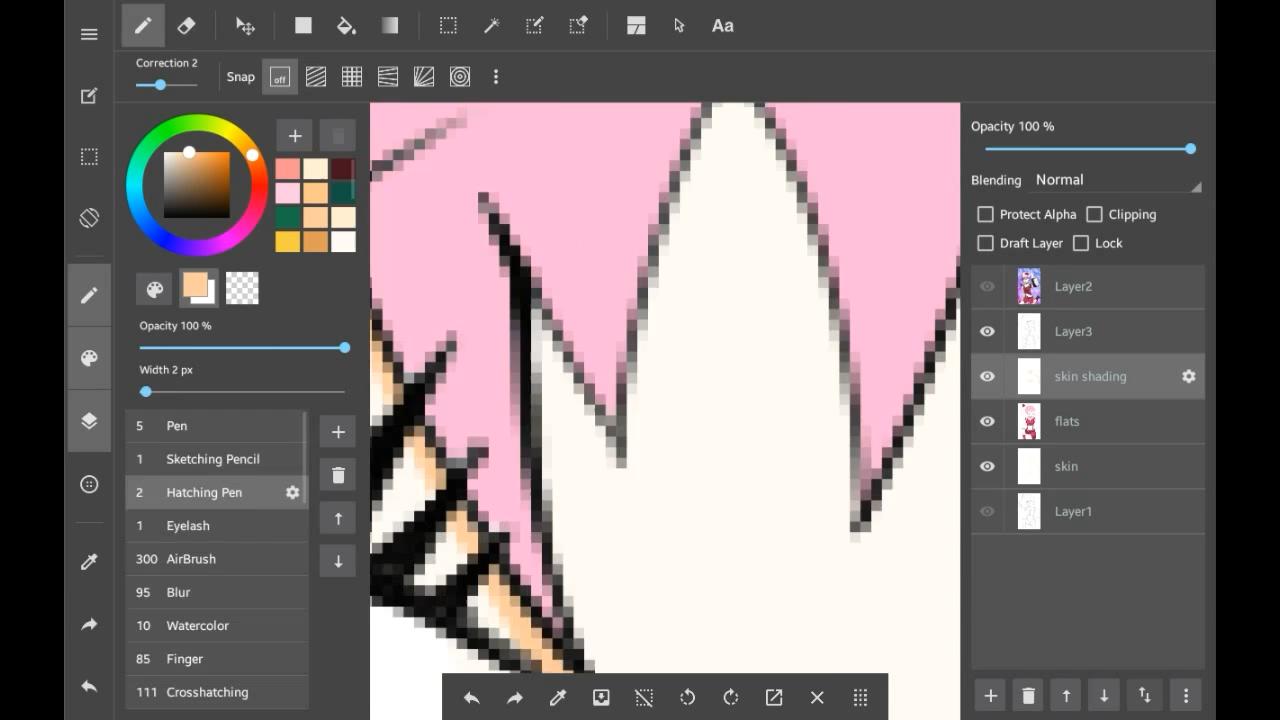 Aa
Correction 2
Snap
off
Opacity 100 %
Blending Normal
Protect Alpha
Clipping
Draft Layer
Lock
Opacity 100 %
Width 2 px
5 Pen
1 Sketching Pencil
2 Hatching Pen
1 Eyelash
300 AirBrush
95 Blur
10 Watercolor
85 Finger
111 Crosshatching
Layer2
Layer3
skin shading
flats
skin
Layer1